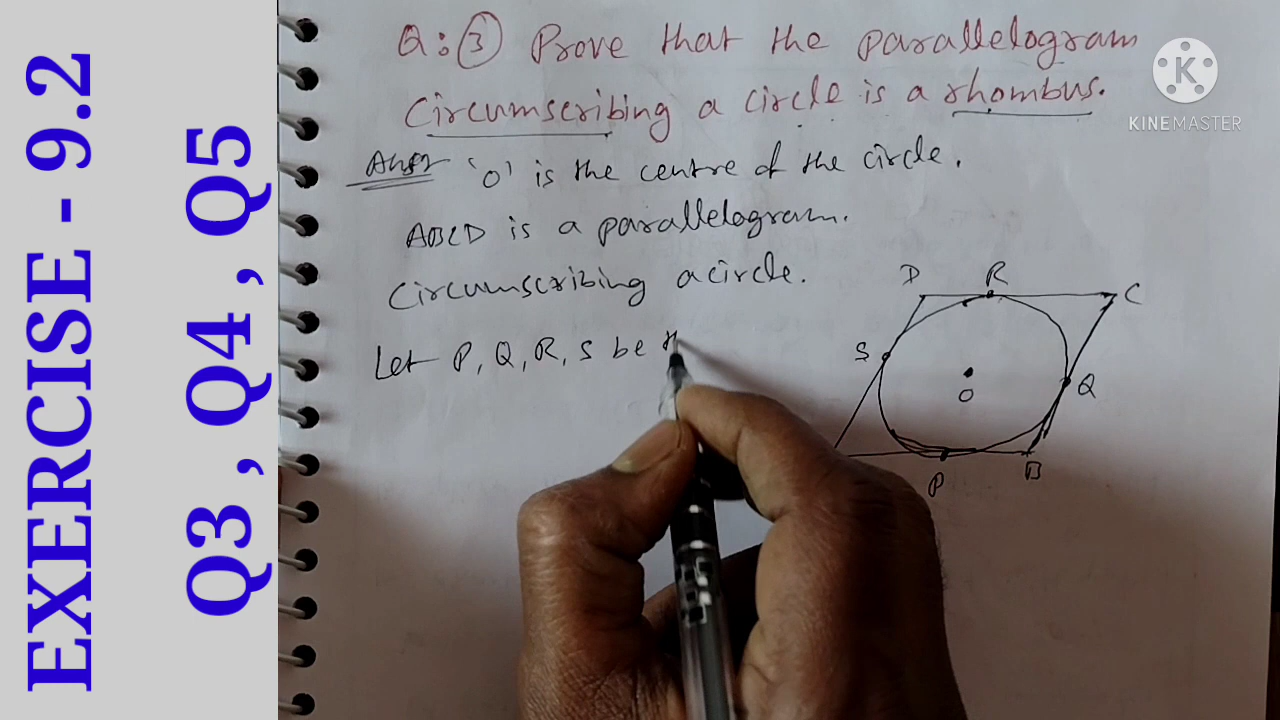 EXERCISE - 9.2
Q3 , Q4 , Q5
Q: 3 Prove that the parallelogram
Circumscribing a circle is a rhombus.
K
KINEMASTER
'O' is the centre of the circle.
ABCD is a parallelogram.
Circumscribing a circle.
Let P, Q, R, S be
D R C
S
O
Q
P
B